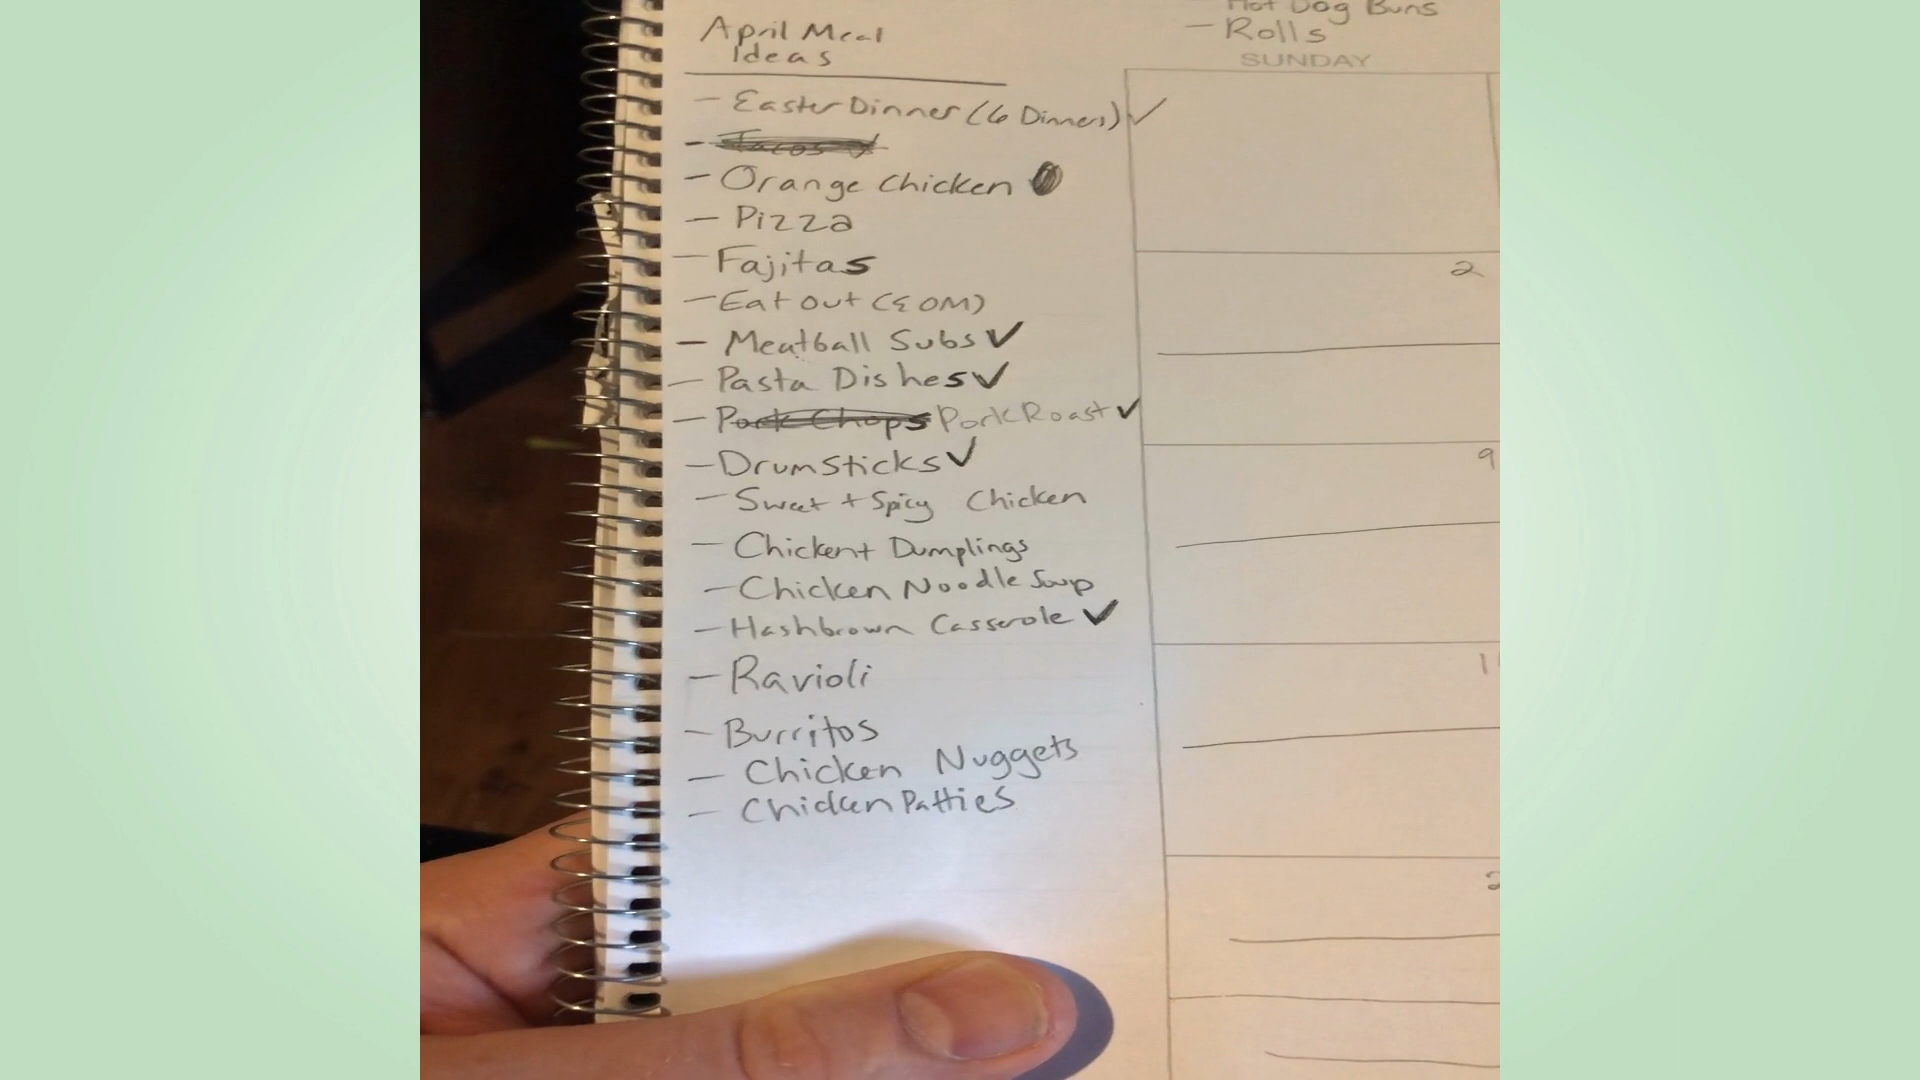 April Meal
Ideas
Hot Dog Buns
- Rolls
SUNDAY
- Easter Dinner (6 Dinners) ✓
- Tacos ✓
- Orange Chicken
- Pizza
- Fajitas
- Eat Out (EOM)
- Meatball Subs ✓
- Pasta Dishes ✓
- Pork Chops Pork Roast ✓
- Drumsticks ✓
- Sweet + Spicy Chicken
- Chicken + Dumplings
- Chicken Noodle Soup
- Hashbrown Casserole ✓
- Ravioli
- Burritos
- Chicken Nuggets
- Chicken Patties
2
9